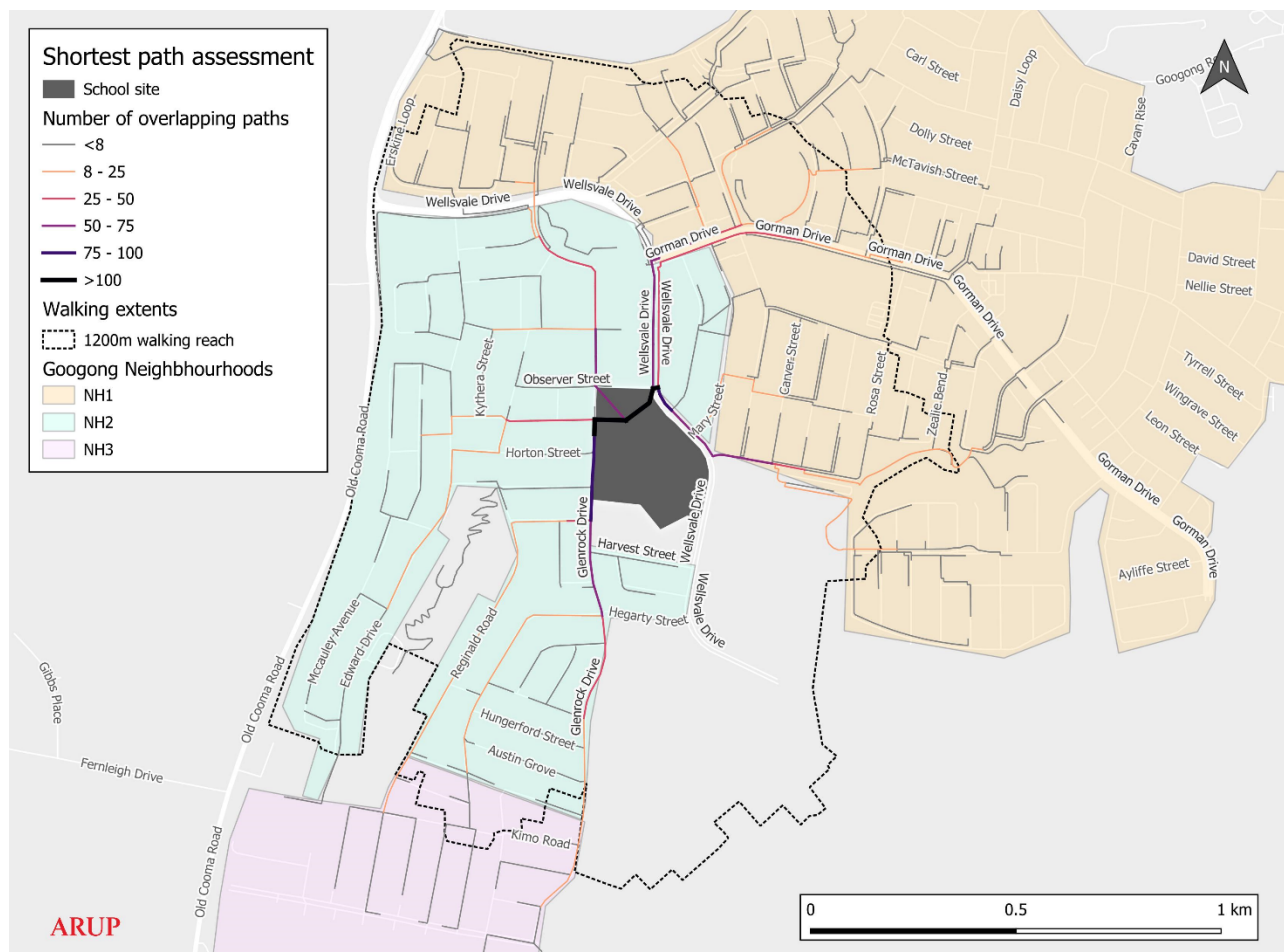 Shortest path assessment
School site
Number of overlapping paths
<8
8 - 25
25 - 50
50 - 75
75 - 100
>100
Walking extents
1200m walking reach
Googong Neighbhourhoods
NH1
NH2
NH3
N
Carl Street
Daisy Loop
Googong Ro
Cavan Rise
Dolly Street
McTavish Street
Erskine Loop
Wellsvale Drive
Wellsvale Drive
Gorman Drive
Gorman Drive
Gorman Drive
David Street
Nellie Street
Gorman Drive
Wellsvale Drive
Wellsvale Drive
Kythera Street
Observer Street
Carver Street
Rosa Street
Zealie Bend
Tyrrell Street
Wingrave Street
Leon Street
Mary Street
Old Cooma Road
Horton Street
Gorman Drive
Gorman Drive
Glenrock Drive
Harvest Street
Wellsvale Drive
Wellsvale Drive
Ayliffe Street
Hegarty Street
Mccauley Avenue
Edward Drive
Reginald Road
Glenrock Drive
Gibbs Place
Old Cooma Road
Hungerford Street
Austin Grove
Fernleigh Drive
Kimo Road
Old Cooma Road
ARUP
0 0.5 1 km